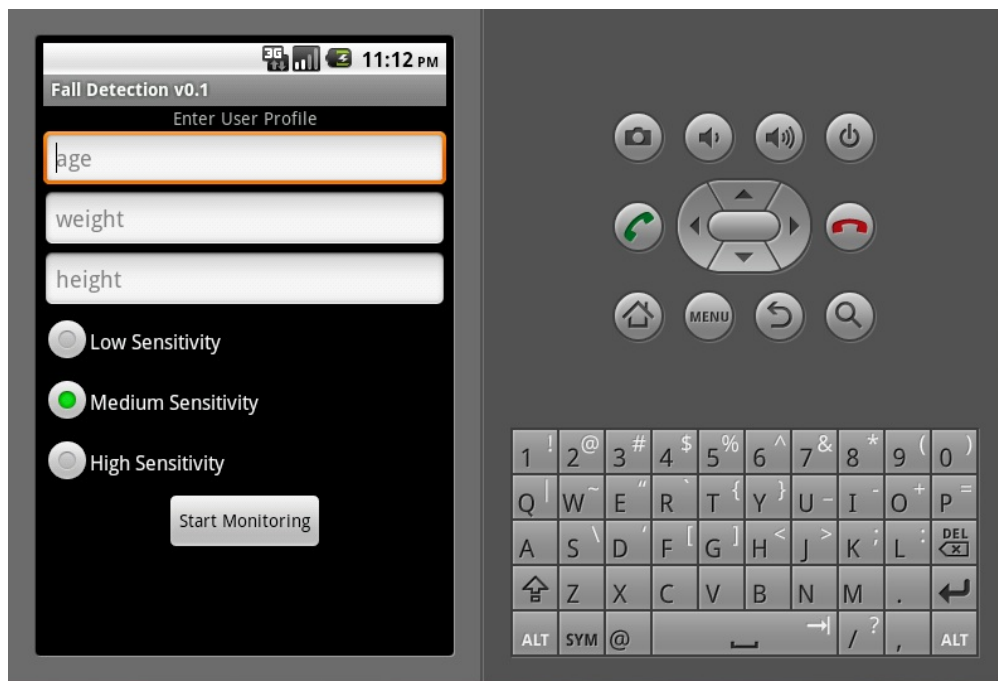 3G 11:12 PM
Fall Detection v0.1
Enter User Profile
age
weight
height
Low Sensitivity
Medium Sensitivity
High Sensitivity
Start Monitoring
MENU
1 ! 2 @ 3 # 4 $ 5 % 6 ^ 7 & 8 * 9 ( 0 )
Q | W ~ E " R ` T { Y } U _ I - O + P =
A S \ D ' F [ G ] H < J > K ; L : DEL
Z X C V B N M .
ALT SYM @ / ? , ALT